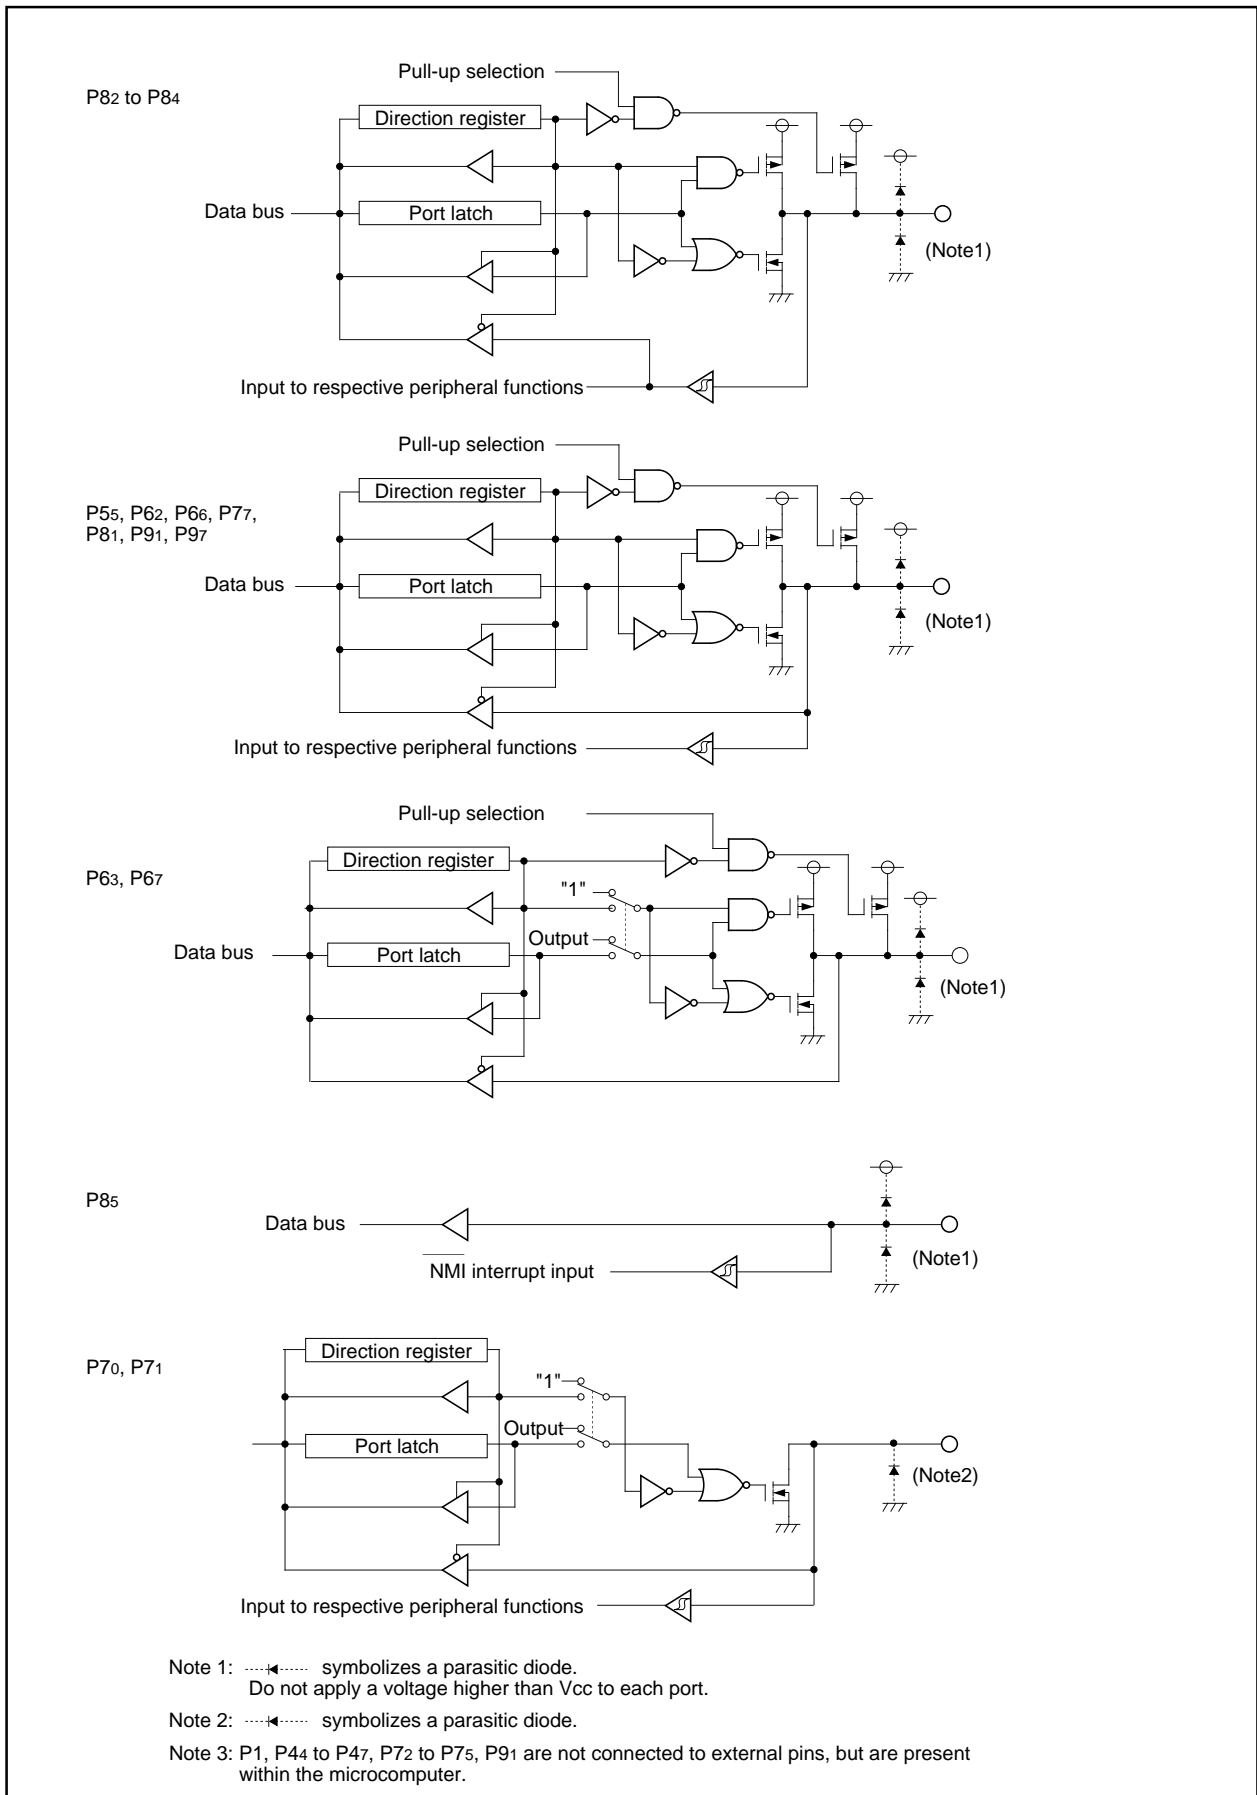 Pull-up selection
P82 to P84
Direction register
Data bus
Port latch
(Note1)
Input to respective peripheral functions
Pull-up selection
Direction register
P55, P62, P66, P77,
P81, P91, P97
Data bus
Port latch
(Note1)
Input to respective peripheral functions
Pull-up selection
Direction register
P63, P67
"1"
Output
Data bus
Port latch
(Note1)
P85
Data bus
(Note1)
NMI interrupt input
Direction register
P70, P71
"1"
Output
Port latch
(Note2)
Input to respective peripheral functions
Note 1: symbolizes a parasitic diode.
Do not apply a voltage higher than Vcc to each port.
Note 2: symbolizes a parasitic diode.
Note 3: P1, P44 to P47, P72 to P75, P91 are not connected to external pins, but are present
within the microcomputer.